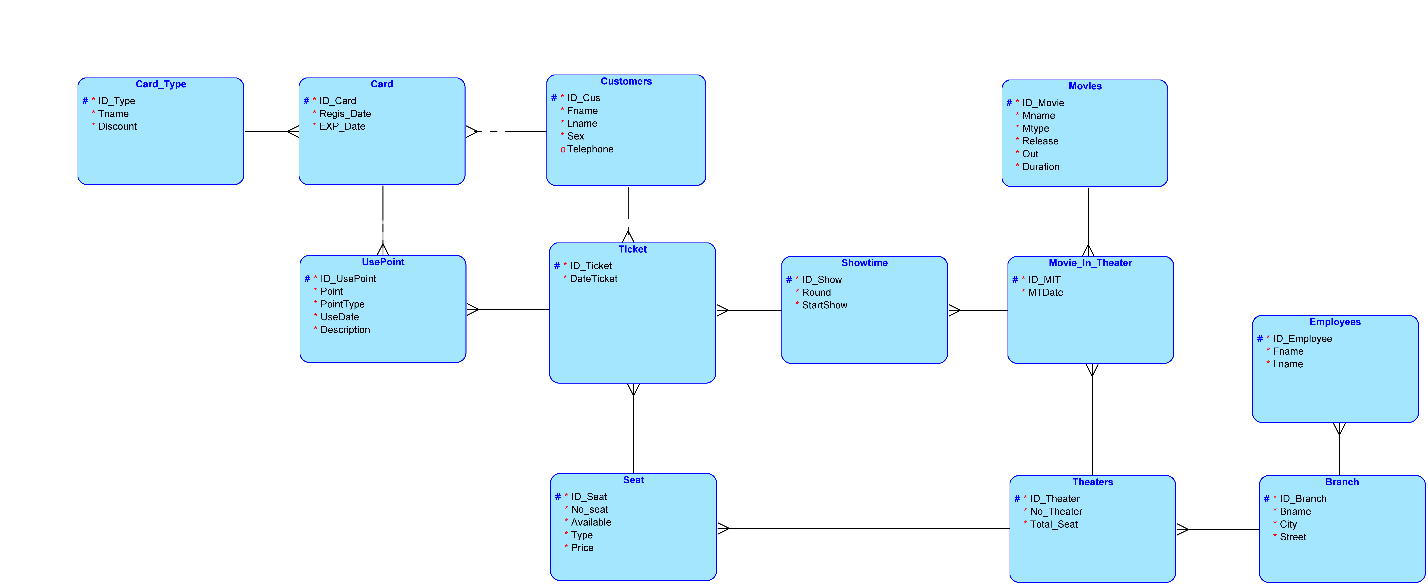 Card_Type
# * ID_Type
* Tname
* Discount
Card
# * ID_Card
* Regis_Date
* EXP_Date
Customers
# * ID_Cus
* Fname
* Lname
* Sex
o Telephone
Movies
# * ID_Movie
* Mname
* Mtype
* Release
* Out
* Duration
UsePoint
# * ID_UsePoint
* Point
* PointType
* UseDate
* Description
Ticket
# * ID_Ticket
* DateTicket
Showtime
# * ID_Show
* Round
* StartShow
Movie_In_Theater
# * ID_MIT
* MTDate
Employees
# * ID_Employee
* Fname
* Lname
Seat
# * ID_Seat
* No_seat
* Available
* Type
* Price
Theaters
# * ID_Theater
* No_Theater
* Total_Seat
Branch
# * ID_Branch
* Bname
* City
* Street